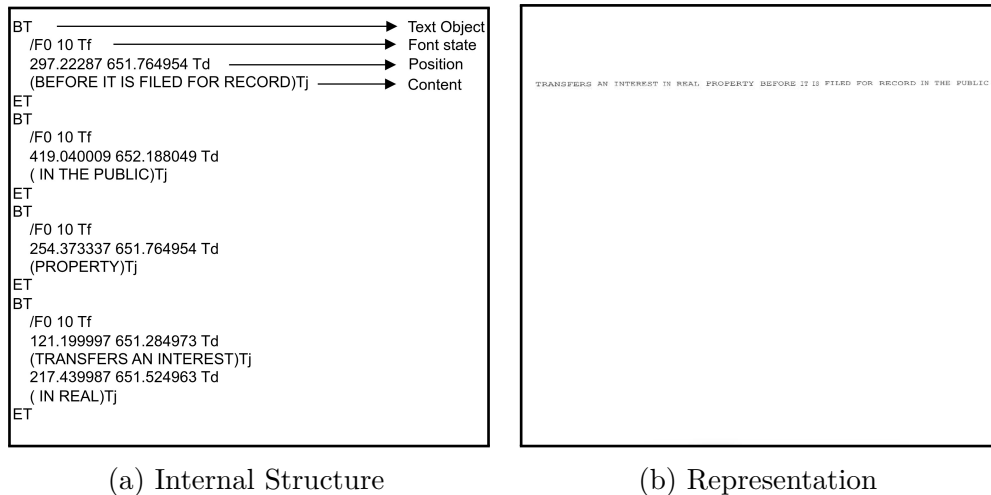 BT Text Object
/F0 10 Tf Font state
297.22287 651.764954 Td Position
(BEFORE IT IS FILED FOR RECORD)Tj Content
ET
BT
/F0 10 Tf
419.040009 652.188049 Td
( IN THE PUBLIC)Tj
ET
BT
/F0 10 Tf
254.373337 651.764954 Td
(PROPERTY)Tj
ET
BT
/F0 10 Tf
121.199997 651.284973 Td
(TRANSFERS AN INTEREST)Tj
217.439987 651.524963 Td
( IN REAL)Tj
ET
(a) Internal Structure
TRANSFERS AN INTEREST IN REAL PROPERTY BEFORE IT IS FILED FOR RECORD IN THE PUBLIC
(b) Representation